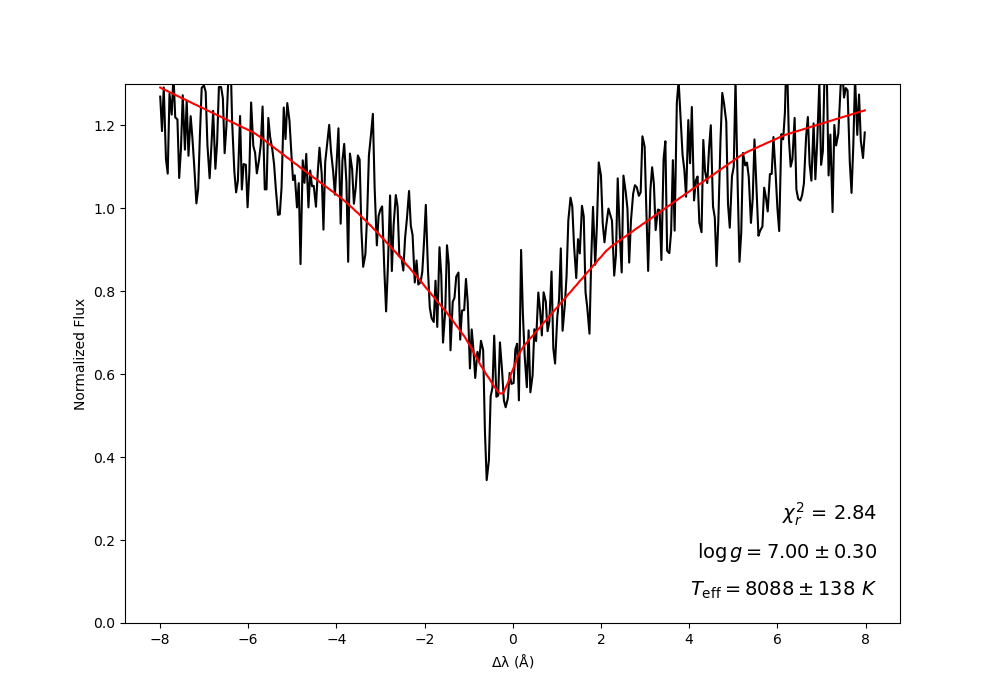 1.2
1.0
0.8
0.6
0.4
0.2
0.0
Normalized Flux
χ²ᵣ = 2.84
log g = 7.00 ± 0.30
T_eff = 8088 ± 138 K
−8 −6 −4 −2 0 2 4 6 8
Δλ (Å)